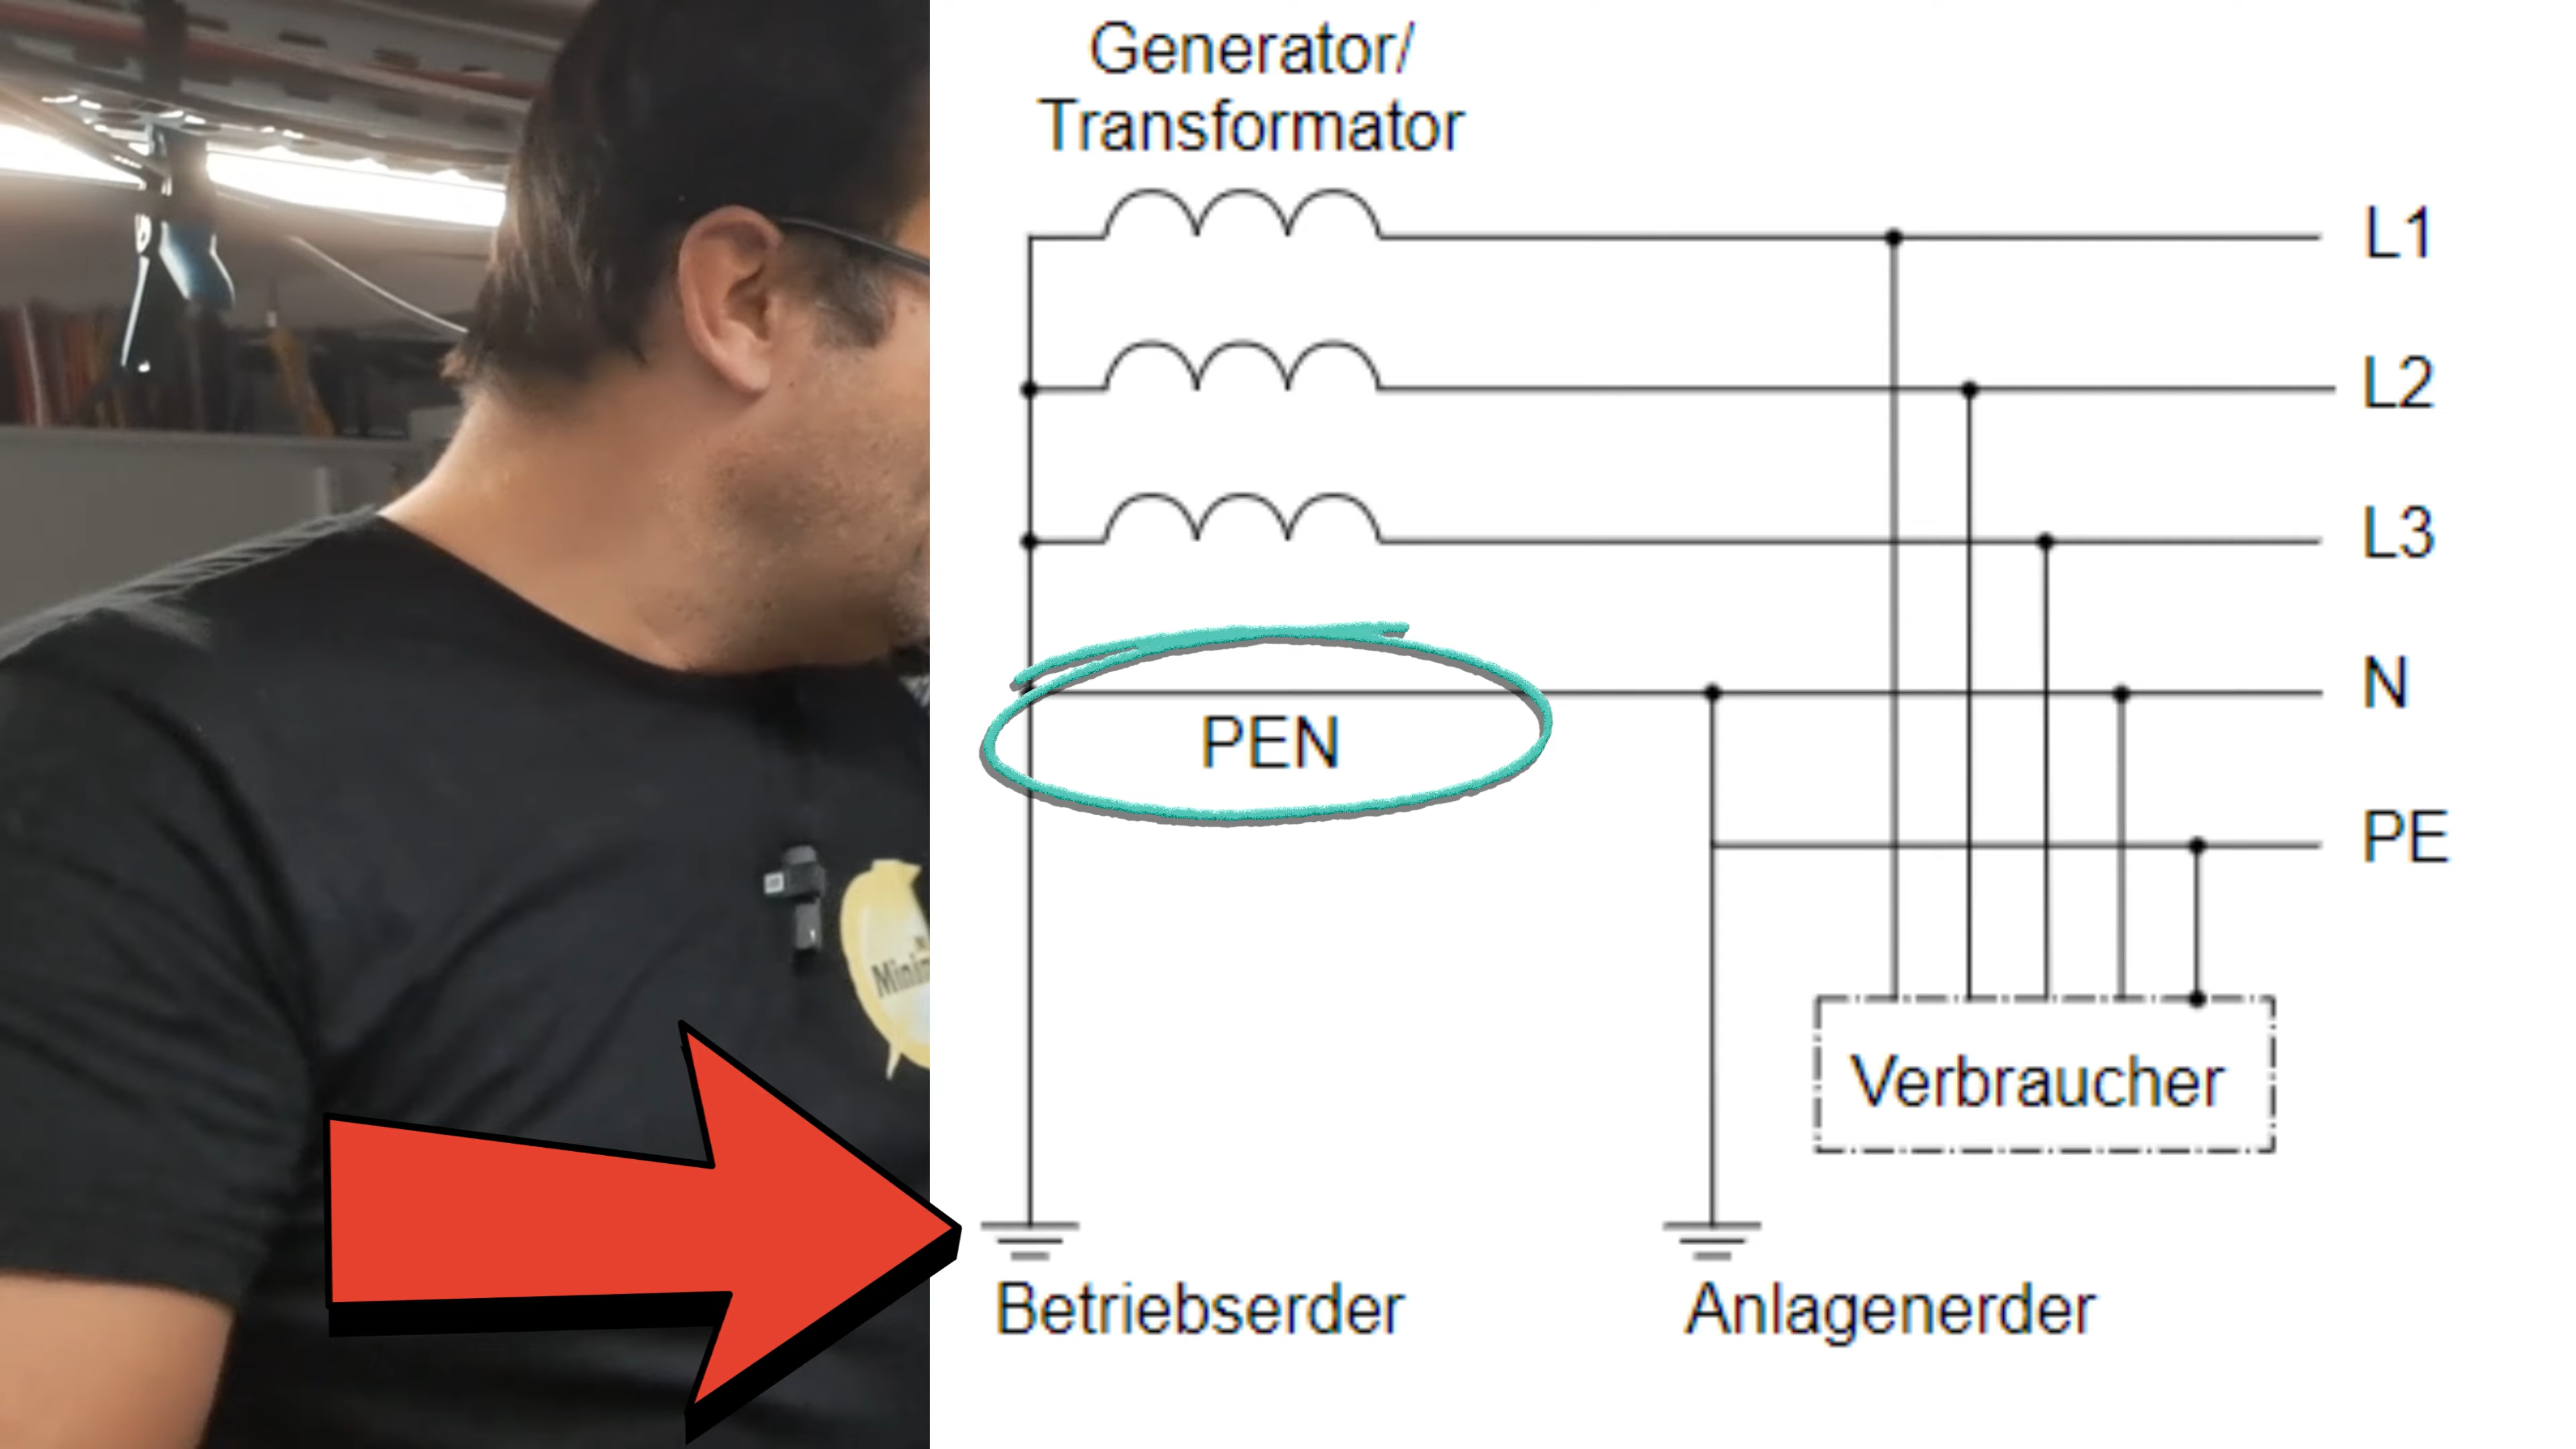 Generator/
Transformator
L1
L2
L3
N
PEN
PE
Verbraucher
Betriebserder
Anlagenerder